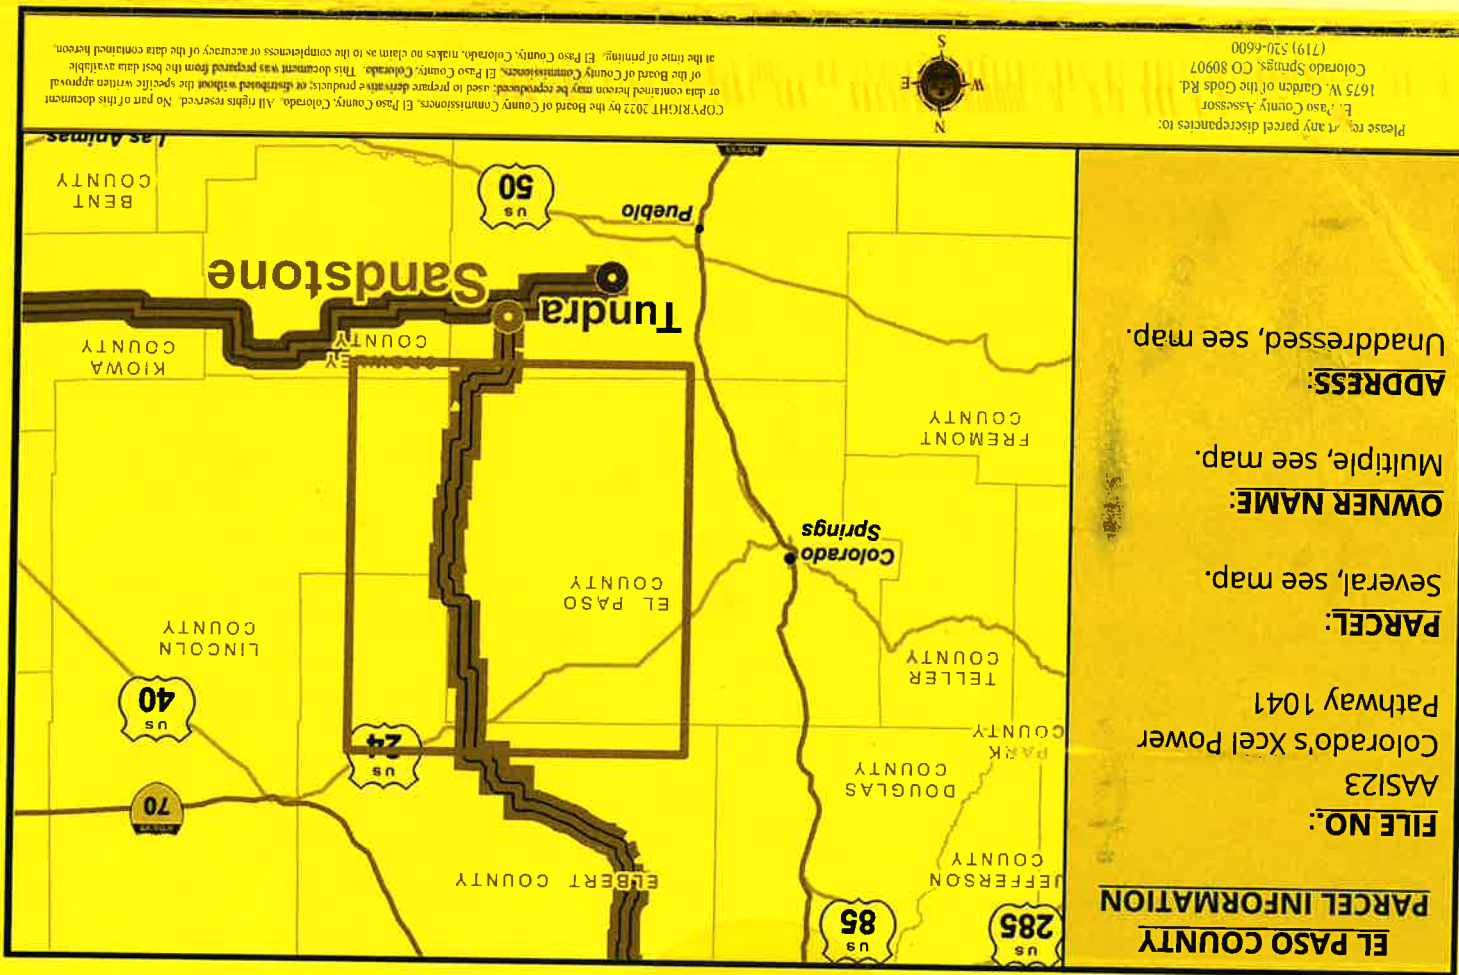 EL PASO COUNTY
PARCEL INFORMATION
FILE NO.:
AASI23
Colorado's Xcel Power
Pathway 1041
PARCEL:
Several, see map.
OWNER NAME:
Multiple, see map.
ADDRESS:
Unaddressed, see map.
US
285
US
85
JEFFERSON
COUNTY
ELBERT COUNTY
70
DOUGLAS
COUNTY
PARK
COUNTY
US
24
US
40
TELLER
COUNTY
LINCOLN
COUNTY
EL PASO
COUNTY
Colorado
Springs
FREMONT
COUNTY
COUNTY
KIOWA
COUNTY
Tundra
Sandstone
Pueblo
US
50
BENT
COUNTY
Las Animas
Please report any parcel discrepancies to:
El Paso County Assessor
1675 W. Garden of the Gods Rd.
Colorado Springs, CO 80907
(719) 520-6600
N
W
E
S
COPYRIGHT 2022 by the Board of County Commissioners, El Paso County, Colorado. All rights reserved. No part of this document
or data contained hereon may be reproduced; used to prepare derivative products; or distributed without the specific written approval
of the Board of County Commissioners, El Paso County, Colorado. This document was prepared from the best data available
at the time of printing. El Paso County, Colorado, makes no claim as to the completeness or accuracy of the data contained hereon.